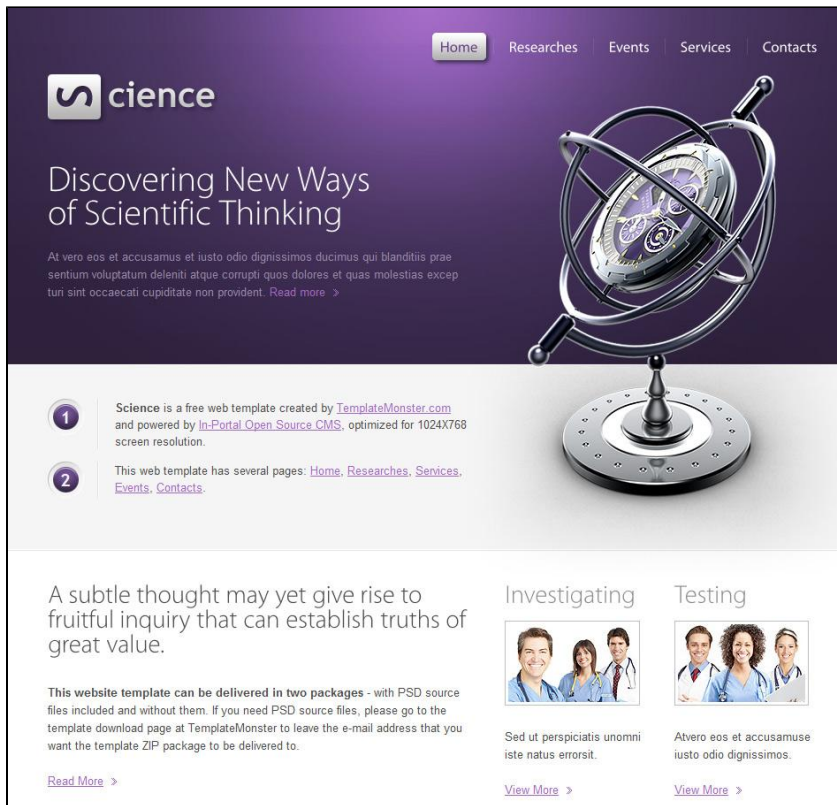 Home
Researches
Events
Services
Contacts
S cience
Discovering New Ways
of Scientific Thinking
At vero eos et accusamus et iusto odio dignissimos ducimus qui blanditiis prae
sentium voluptatum deleniti atque corrupti quos dolores et quas molestias excep
turi sint occaecati cupiditate non provident. Read more
1
Science is a free web template created by TemplateMonster.com
and powered by In-Portal Open Source CMS, optimized for 1024X768
screen resolution.
2
This web template has several pages: Home, Researches, Services,
Events, Contacts.
A subtle thought may yet give rise to
fruitful inquiry that can establish truths of
great value.
This website template can be delivered in two packages - with PSD source
files included and without them. If you need PSD source files, please go to the
template download page at TemplateMonster to leave the e-mail address that you
want the template ZIP package to be delivered to.
Read More
Investigating
Sed ut perspiciatis unomni
iste natus errorsit.
View More
Testing
Atvero eos et accusamuse
iusto odio dignissimos.
View More